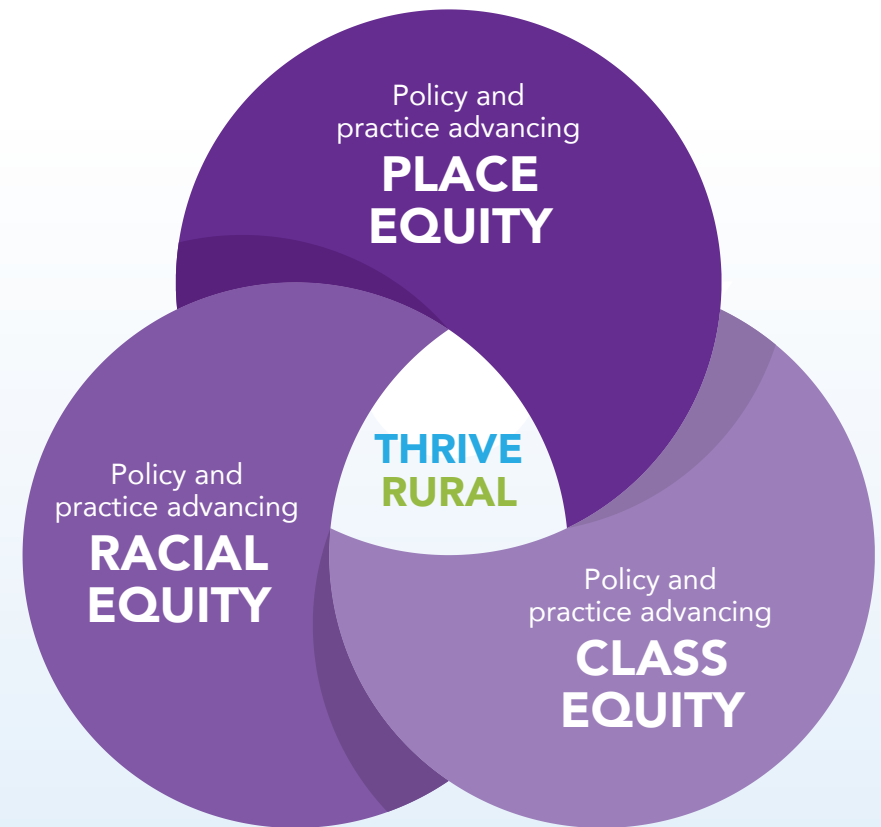 Policy and
practice advancing
PLACE
EQUITY
THRIVE
RURAL
Policy and
practice advancing
RACIAL
EQUITY
Policy and
practice advancing
CLASS
EQUITY